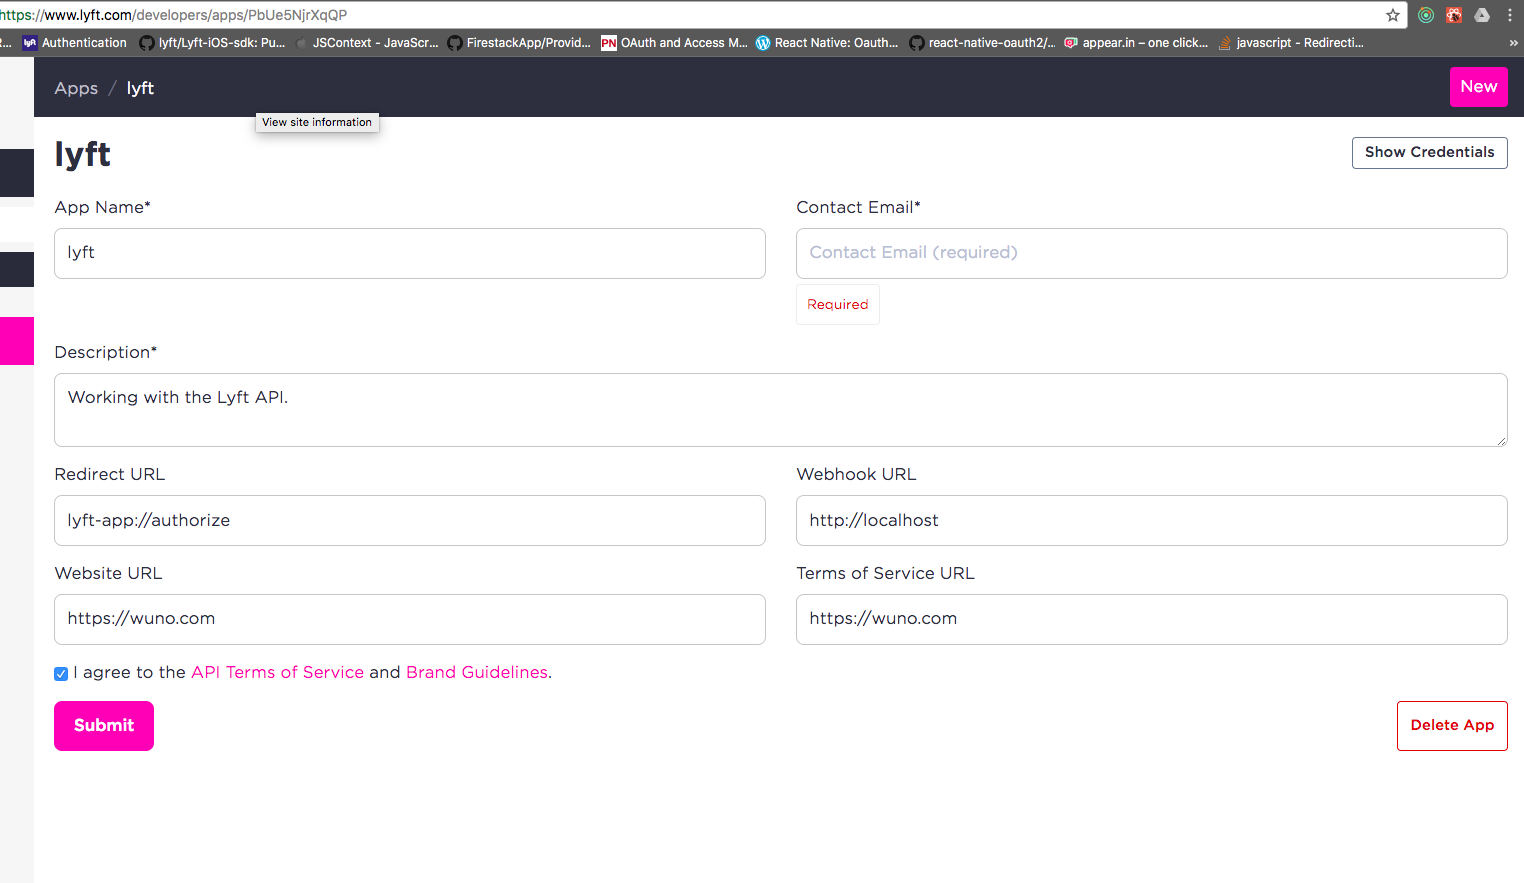 https://www.lyft.com/developers/apps/PbUe5NjrXqQP
R... lyft Authentication lyft/Lyft-iOS-sdk: Pu... JSContext - JavaScr... FirestackApp/Provid... PN OAuth and Access M... React Native: Oauth... react-native-oauth2/... appear.in – one click... javascript - Redirecti... »
Apps / lyft
New
View site information
lyft
Show Credentials
App Name*
Contact Email*
lyft
Contact Email (required)
Required
Description*
Working with the Lyft API.
Redirect URL
Webhook URL
lyft-app://authorize
http://localhost
Website URL
Terms of Service URL
https://wuno.com
https://wuno.com
I agree to the API Terms of Service and Brand Guidelines.
Submit
Delete App